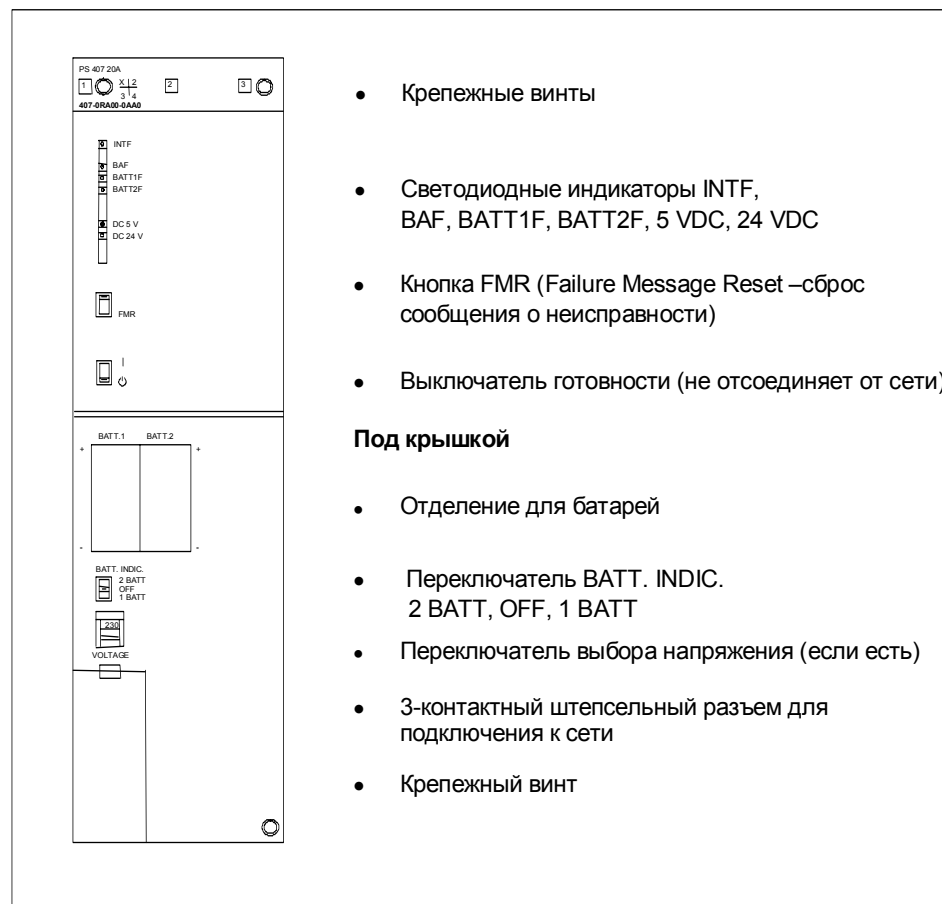 PS 407 20A
1 X 2 2 3
3 4
407-0RA00-0AA0
INTF
BAF
BATT1F
BATT2F
DC 5 V
DC 24 V
FMR
I
BATT.1 BATT.2
+ +
- -
BATT. INDIC.
2 BATT
OFF
1 BATT
230
VOLTAGE
• Крепежные винты
• Светодиодные индикаторы INTF,
BAF, BATT1F, BATT2F, 5 VDC, 24 VDC
• Кнопка FMR (Failure Message Reset –сброс
сообщения о неисправности)
• Выключатель готовности (не отсоединяет от сети)
Под крышкой
• Отделение для батарей
• Переключатель BATT. INDIC.
2 BATT, OFF, 1 BATT
• Переключатель выбора напряжения (если есть)
• 3-контактный штепсельный разъем для
подключения к сети
• Крепежный винт